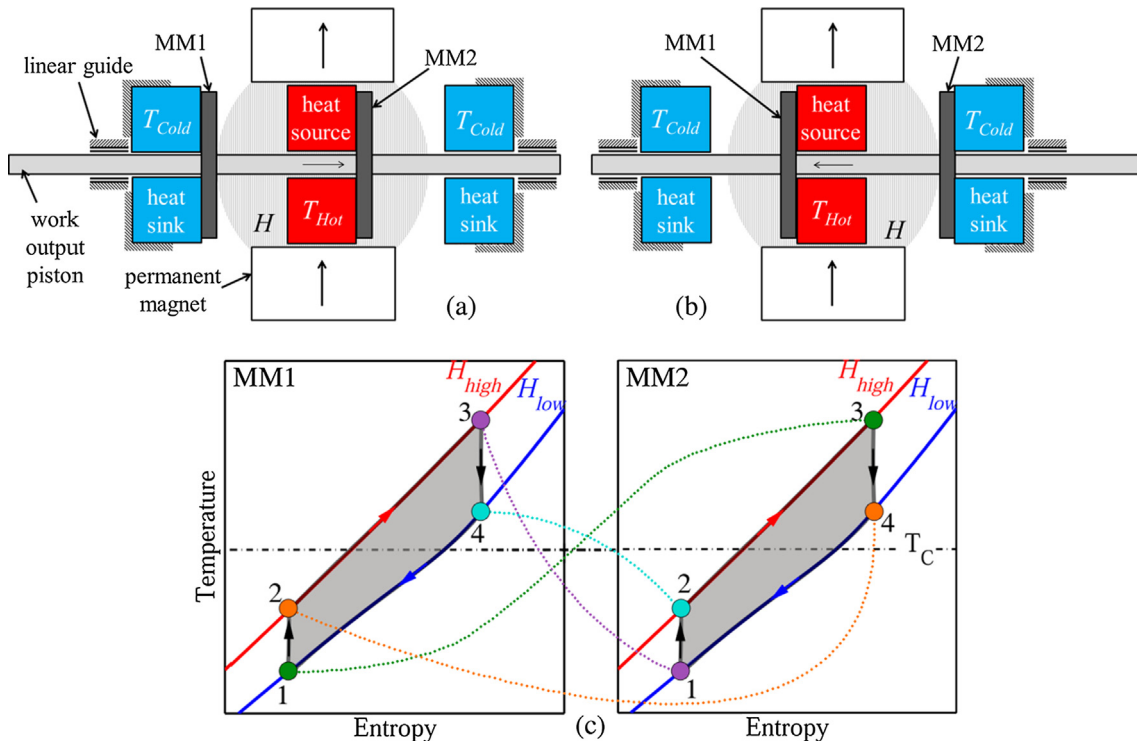 MM1
linear guide
T_Cold
heat
sink
work
output
piston
permanent
magnet
H
heat
source
T_Hot
MM2
T_Cold
heat
sink
(a)
MM1
T_Cold
heat
sink
heat
source
T_Hot
H
MM2
T_Cold
heat
sink
(b)
MM1
H_high
H_low
3
4
2
1
Temperature
Entropy
MM2
H_high
H_low
3
4
T_C
2
1
Entropy
(c)